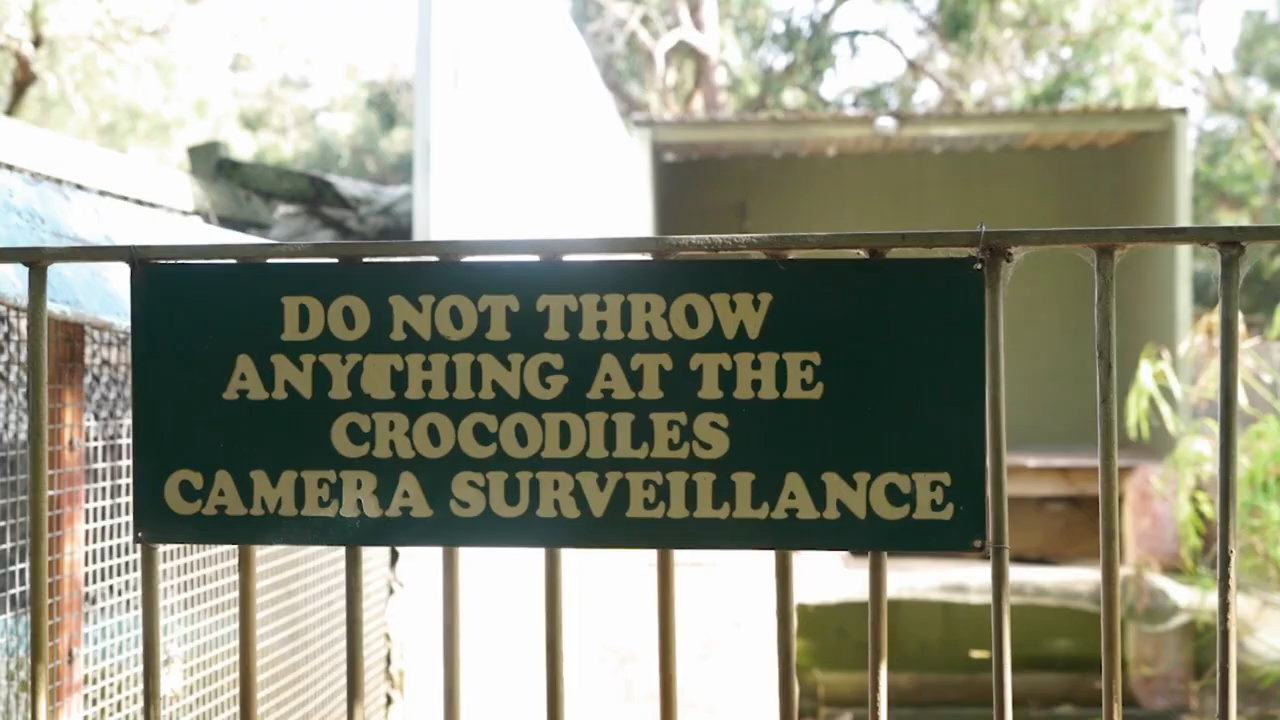 DO NOT THROW
ANYTHING AT THE
CROCODILES
CAMERA SURVEILLANCE